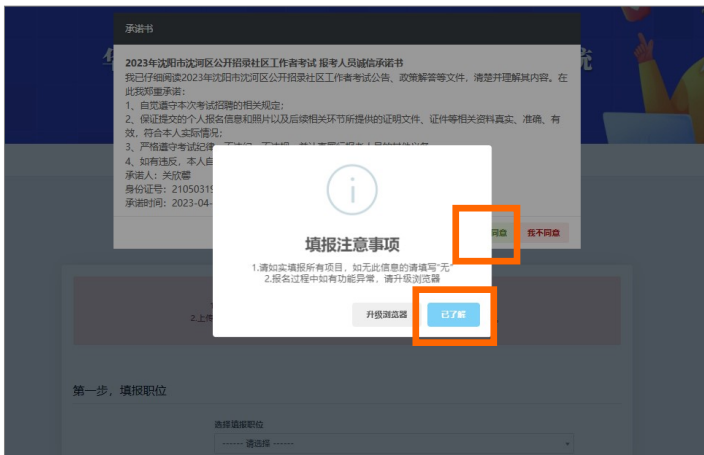 承诺书
2023年沈阳市沈河区公开招录社区工作者考试 报考人员诚信承诺书
我已仔细阅读2023年沈阳市沈河区公开招录社区工作者考试公告、政策解答等文件，清楚并理解其内容。在
此我郑重承诺：
1、自觉遵守本次考试招聘的相关规定；
2、保证提交的个人报名信息和照片以及后续相关环节所提供的证明文件、证件等相关资料真实、准确、有
效，符合本人实际情况；
3、严格遵守考试纪律
4、如有违反，本人自
承诺人：关欣馨
身份证号：21050319
承诺时间：2023-04-
同意 我不同意
填报注意事项
1.请如实填报所有项目，如无此信息的请填写“无”
2.报名过程中如有功能异常，请升级浏览器
升级浏览器 已了解
2.上传
第一步，填报职位
选择填报职位
------ 请选择 ------